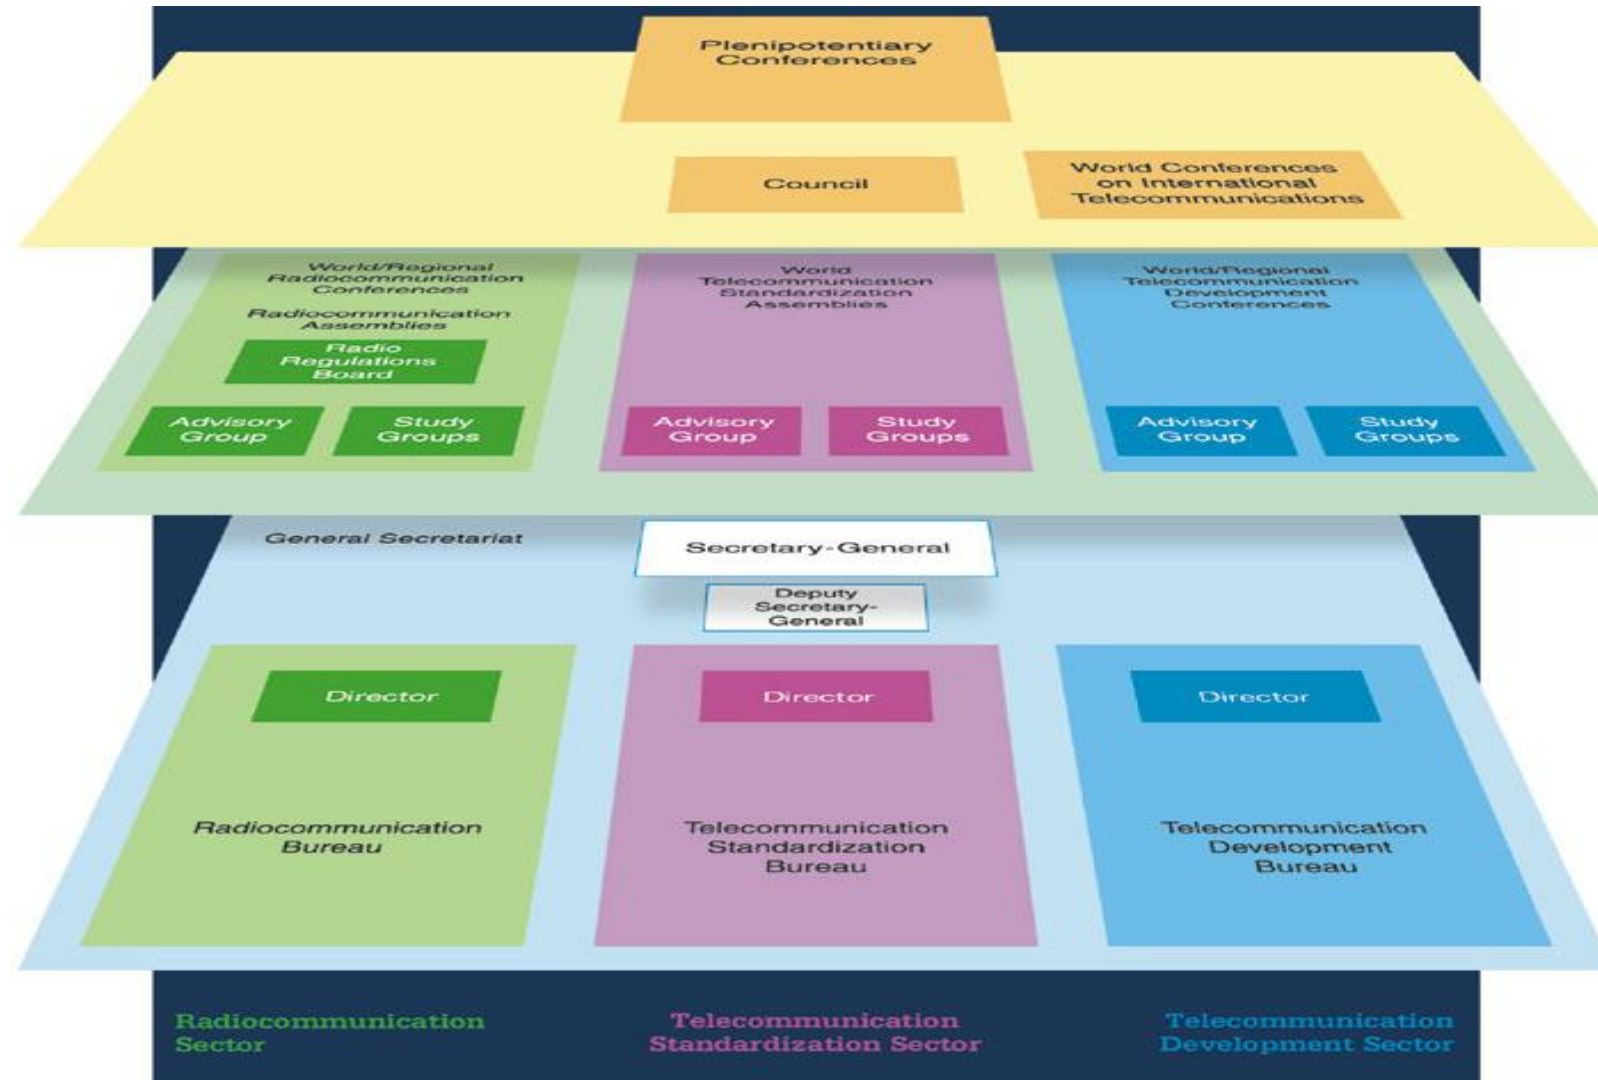 Plenipotentiary
Conferences
Council
World Conferences
on International
Telecommunications
World/Regional
Radiocommunication
Conferences
Radiocommunication
Assemblies
Radio
Regulations
Board
Advisory
Group
Study
Groups
World
Telecommunication
Standardization
Assemblies
Advisory
Group
Study
Groups
World/Regional
Telecommunication
Development
Conferences
Advisory
Group
Study
Groups
General Secretariat
Secretary-General
Deputy
Secretary-
General
Director
Radiocommunication
Bureau
Director
Telecommunication
Standardization
Bureau
Director
Telecommunication
Development
Bureau
Radiocommunication
Sector
Telecommunication
Standardization Sector
Telecommunication
Development Sector